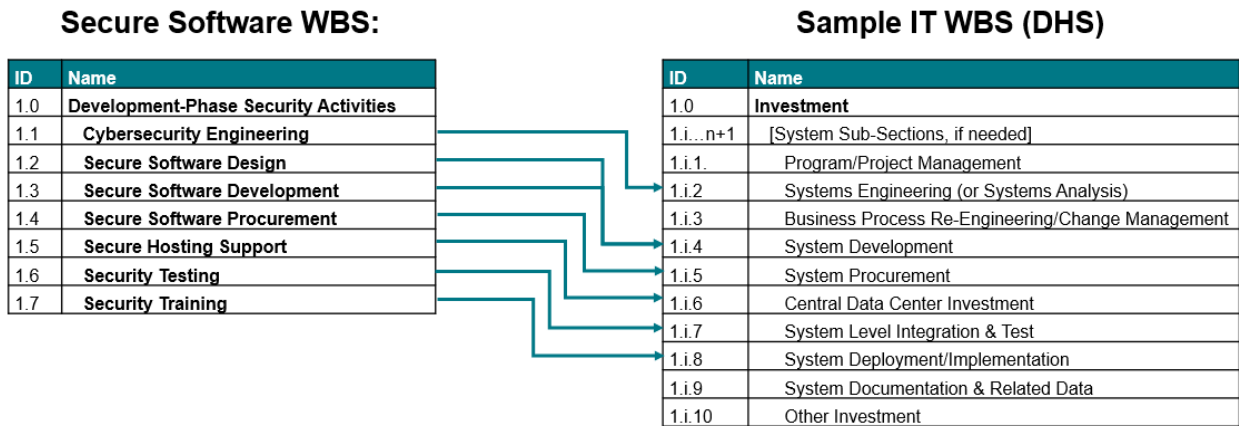 Secure Software WBS:
ID Name
1.0 Development-Phase Security Activities
1.1 Cybersecurity Engineering
1.2 Secure Software Design
1.3 Secure Software Development
1.4 Secure Software Procurement
1.5 Secure Hosting Support
1.6 Security Testing
1.7 Security Training
Sample IT WBS (DHS)
ID Name
1.0 Investment
1.i…n+1 [System Sub-Sections, if needed]
1.i.1. Program/Project Management
1.i.2 Systems Engineering (or Systems Analysis)
1.i.3 Business Process Re-Engineering/Change Management
1.i.4 System Development
1.i.5 System Procurement
1.i.6 Central Data Center Investment
1.i.7 System Level Integration & Test
1.i.8 System Deployment/Implementation
1.i.9 System Documentation & Related Data
1.i.10 Other Investment